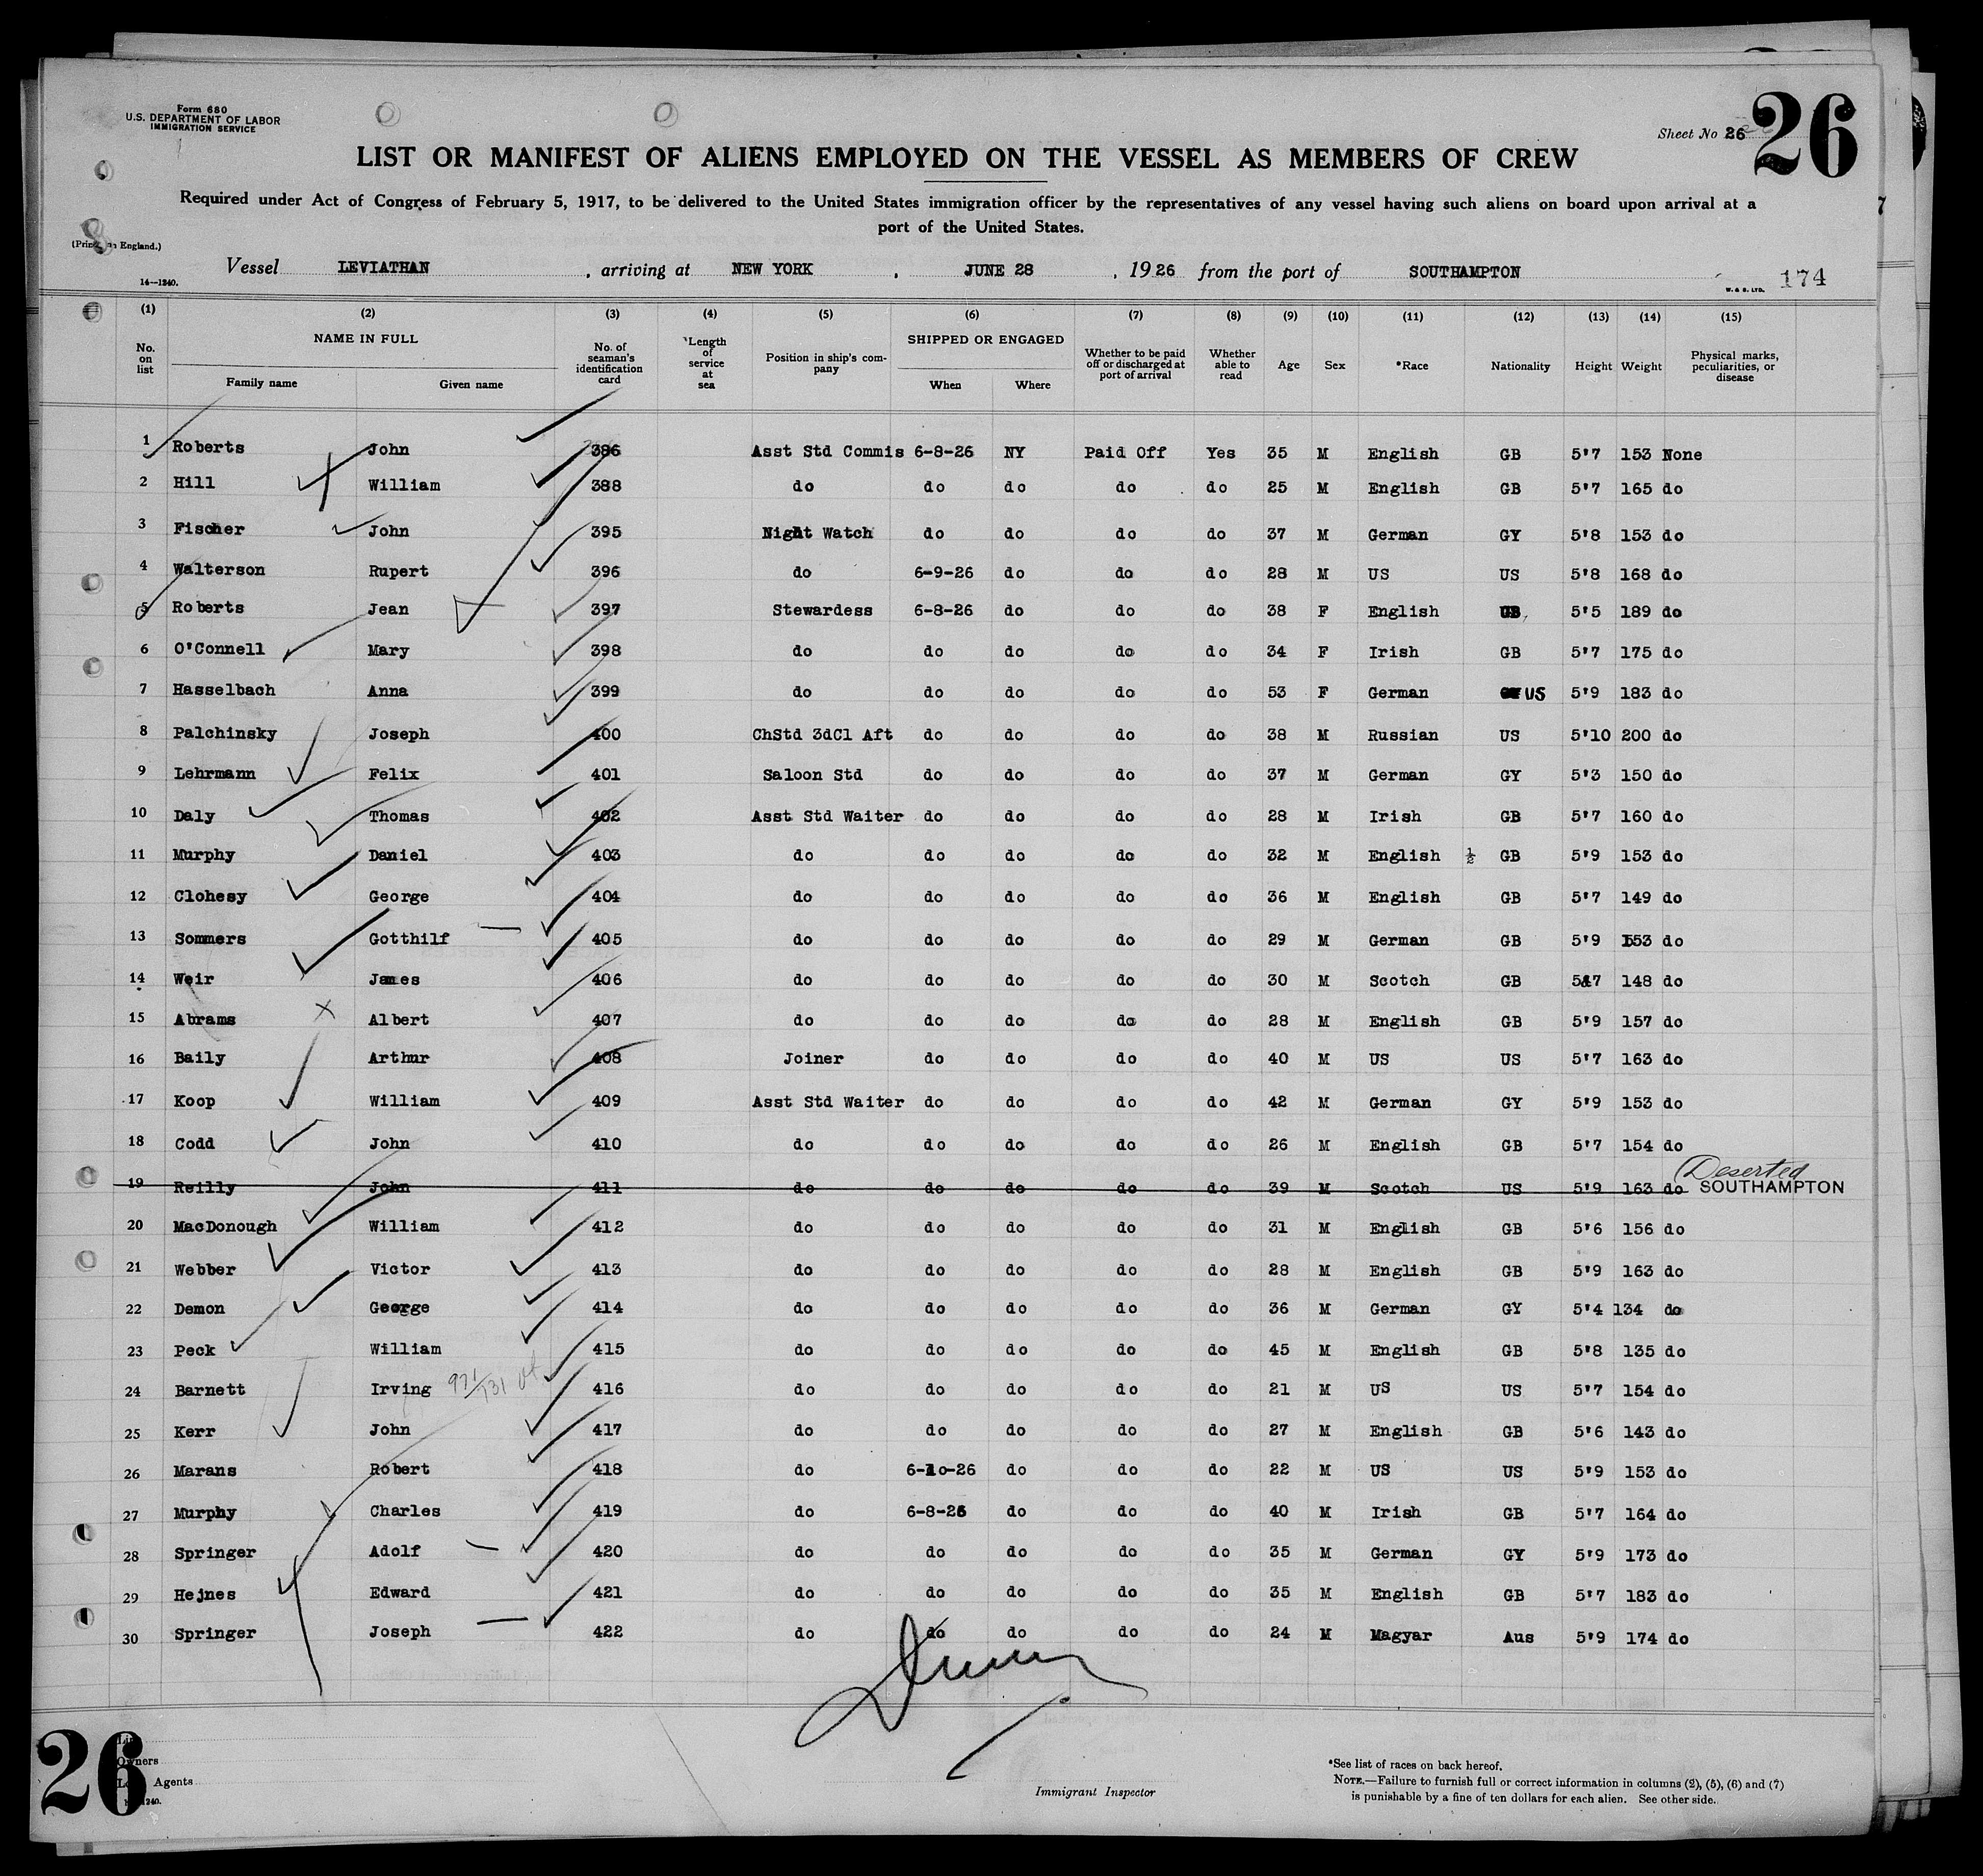 Form 680
U.S. DEPARTMENT OF LABOR
IMMIGRATION SERVICE
Sheet No 26
26
LIST OR MANIFEST OF ALIENS EMPLOYED ON THE VESSEL AS MEMBERS OF CREW
Required under Act of Congress of February 5, 1917, to be delivered to the United States immigration officer by the representatives of any vessel having such aliens on board upon arrival at a
port of the United States.
England.)
Vessel LEVIATHAN, arriving at NEW YORK, JUNE 28, 1926 from the port of SOUTHAMPTON
14—1240.
W. & S. LTD. 174
(1) (2) (3) (4) (5) (6) (7) (8) (9) (10) (11) (12) (13) (14) (15)
No. on list NAME IN FULL Family name Given name No. of seaman's identification card Length of service at sea Position in ship's company SHIPPED OR ENGAGED When Where Whether to be paid off or discharged at port of arrival Whether able to read Age Sex *Race Nationality Height Weight Physical marks, peculiarities, or disease
1 Roberts John 386 Asst Std Commis 6-8-26 NY Paid Off Yes 35 M English GB 5'7 153 None
2 Hill William 388 do do do do do 25 M English GB 5'7 165 do
3 Fischer John 395 Night Watch do do do do 37 M German GY 5'8 153 do
4 Walterson Rupert 396 do 6-9-26 do do do 28 M US US 5'8 168 do
5 Roberts Jean 397 Stewardess 6-8-26 do do do 38 F English GB 5'5 189 do
6 O'Connell Mary 398 do do do do do 34 F Irish GB 5'7 175 do
7 Hasselbach Anna 399 do do do do do 53 F German US 5'9 183 do
8 Palchinsky Joseph 400 ChStd 3dCl Aft do do do do 38 M Russian US 5'10 200 do
9 Lehrmann Felix 401 Saloon Std do do do do 37 M German GY 5'3 150 do
10 Daly Thomas 402 Asst Std Waiter do do do do 28 M Irish GB 5'7 160 do
11 Murphy Daniel 403 do do do do do 32 M English ½ GB 5'9 153 do
12 Clohesy George 404 do do do do do 36 M English GB 5'7 149 do
13 Sommers Gotthilf 405 do do do do do 29 M German GB 5'9 153 do
14 Weir James 406 do do do do do 30 M Scotch GB 5&7 148 do
15 Abrams Albert 407 do do do do do 28 M English GB 5'9 157 do
16 Baily Arthur 408 Joiner do do do do 40 M US US 5'7 163 do
17 Koop William 409 Asst Std Waiter do do do do 42 M German GY 5'9 153 do
18 Codd John 410 do do do do do 26 M English GB 5'7 154 do
19 Reilly John 411 do do do do do 39 M Scotch US 5'9 163 do Deserted SOUTHAMPTON
20 MacDonough William 412 do do do do do 31 M English GB 5'6 156 do
21 Webber Victor 413 do do do do do 28 M English GB 5'9 163 do
22 Demon George 414 do do do do do 36 M German GY 5'4 134 do
23 Peck William 415 do do do do do 45 M English GB 5'8 135 do
24 Barnett Irving 416 do do do do do 21 M US US 5'7 154 do
25 Kerr John 417 do do do do do 27 M English GB 5'6 143 do
26 Marans Robert 418 do 6-10-26 do do do 22 M US US 5'9 153 do
27 Murphy Charles 419 do 6-8-26 do do do 40 M Irish GB 5'7 164 do
28 Springer Adolf 420 do do do do do 35 M German GY 5'9 173 do
29 Hejnes Edward 421 do do do do do 35 M English GB 5'7 183 do
30 Springer Joseph 422 do do do do do 24 M Magyar Aus 5'9 174 do
26
Owners
Agents
Immigrant Inspector
*See list of races on back hereof.
NOTE.—Failure to furnish full or correct information in columns (2), (5), (6) and (7)
is punishable by a fine of ten dollars for each alien. See other side.